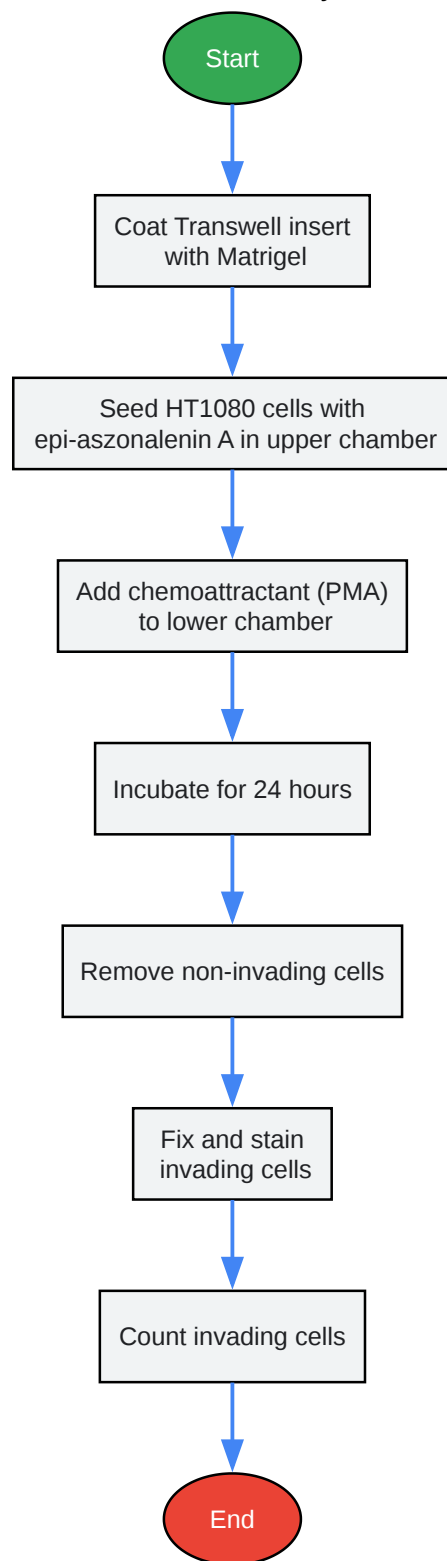 Start
Coat Transwell insert
with Matrigel
Seed HT1080 cells with
epi-aszonalenin A in upper chamber
Add chemoattractant (PMA)
to lower chamber
Incubate for 24 hours
Remove non-invading cells
Fix and stain
invading cells
Count invading cells
End